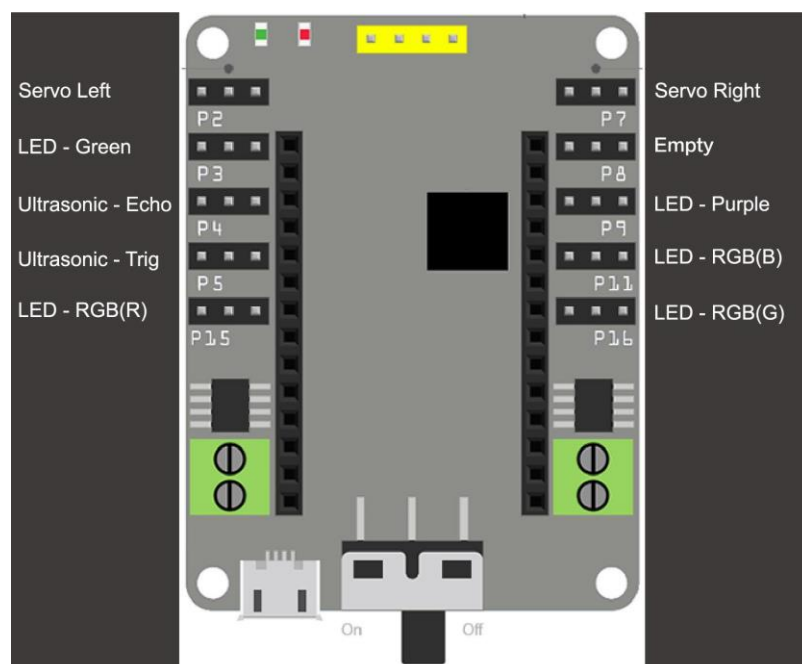 Servo Left
P2
LED - Green
P3
Ultrasonic - Echo
P4
Ultrasonic - Trig
P5
LED - RGB(R)
P15
Servo Right
P7
Empty
P8
LED - Purple
P9
LED - RGB(B)
P11
LED - RGB(G)
P16
On
Off